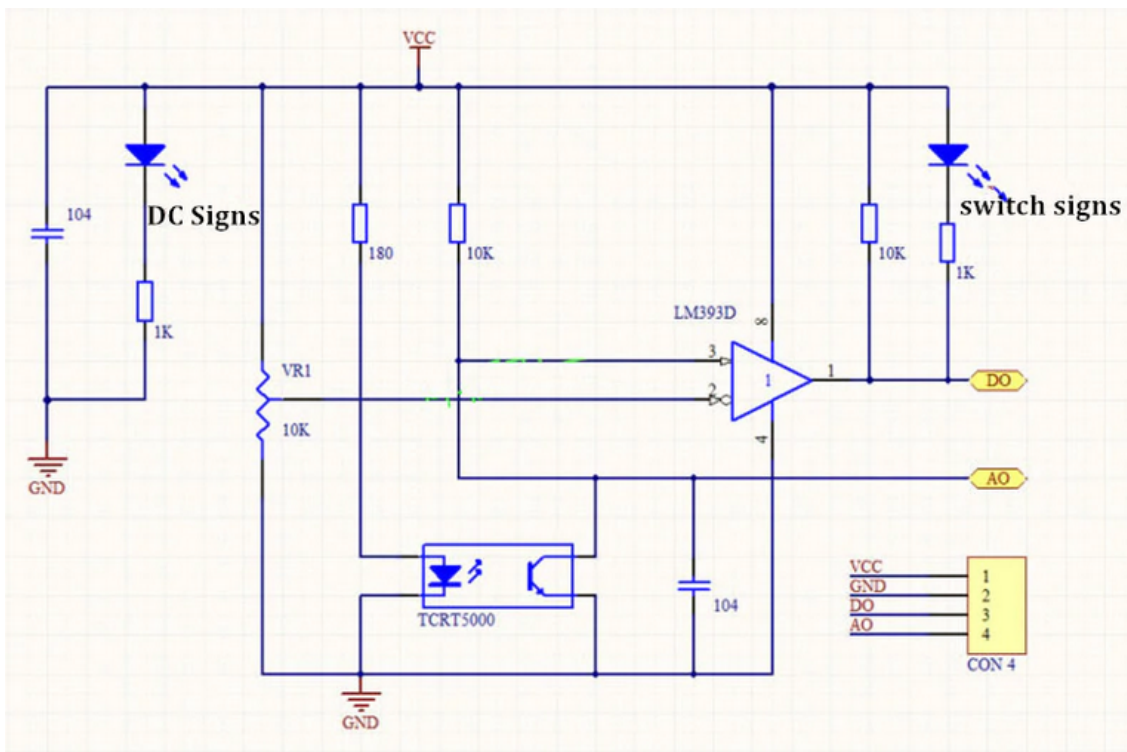 VCC
104
DC Signs
switch signs
180
10K
10K
1K
LM393D
8
1K
VR1
3
1
1
DO
2
10K
4
GND
AO
VCC
1
GND
2
DO
3
AO
4
104
TCRT5000
CON 4
GND